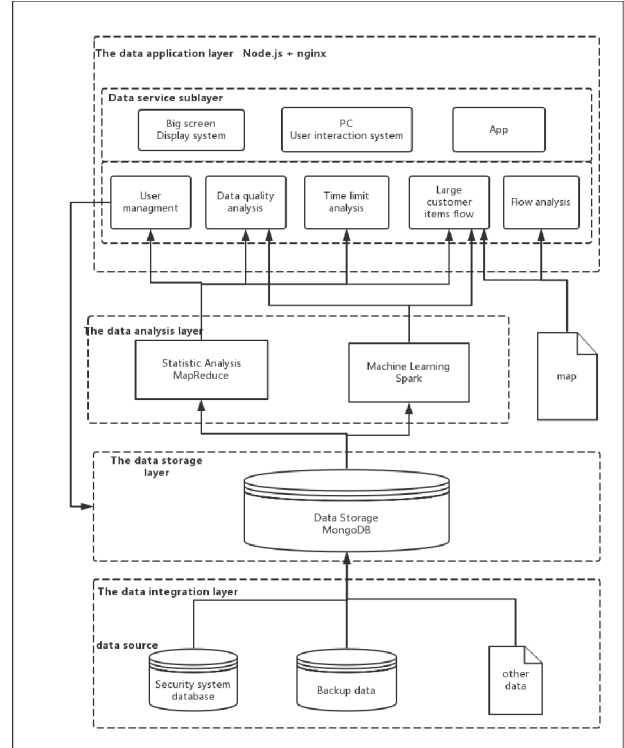 The data application layer   Node.js + nginx
Data service sublayer
Big screen
Display system
PC
User interaction system
App
User
managment
Data quality
analysis
Time limit
analysis
Large
customer
items flow
Flow analysis
The data analysis layer
Statistic Analysis
MapReduce
Machine Learning
Spark
map
The data storage
layer
Data Storage
MongoDB
The data integration layer
data source
Security system
database
Backup data
other
data